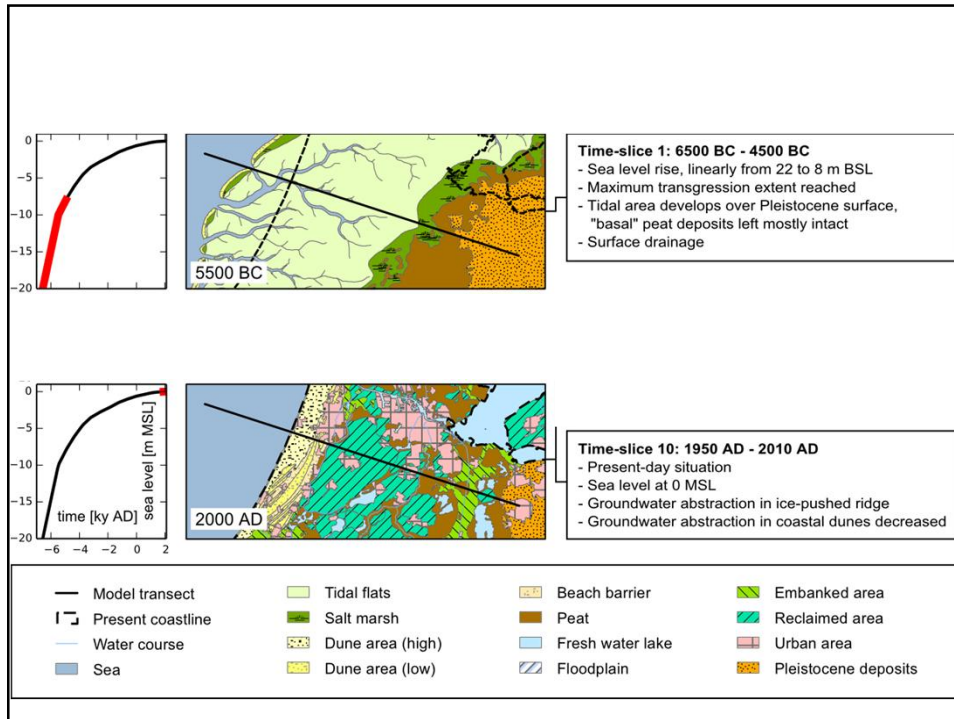 0
−5
−10
−15
−20
5500 BC
Time-slice 1: 6500 BC - 4500 BC
- Sea level rise, linearly from 22 to 8 m BSL
- Maximum transgression extent reached
- Tidal area develops over Pleistocene surface,
"basal" peat deposits left mostly intact
- Surface drainage
0
−5
−10
−15
−20
−6 −4 −2 0 2
time [ky AD]
sea level [m MSL]
2000 AD
Time-slice 10: 1950 AD - 2010 AD
- Present-day situation
- Sea level at 0 MSL
- Groundwater abstraction in ice-pushed ridge
- Groundwater abstraction in coastal dunes decreased
Model transect
Present coastline
Water course
Sea
Tidal flats
Salt marsh
Dune area (high)
Dune area (low)
Beach barrier
Peat
Fresh water lake
Floodplain
Embanked area
Reclaimed area
Urban area
Pleistocene deposits